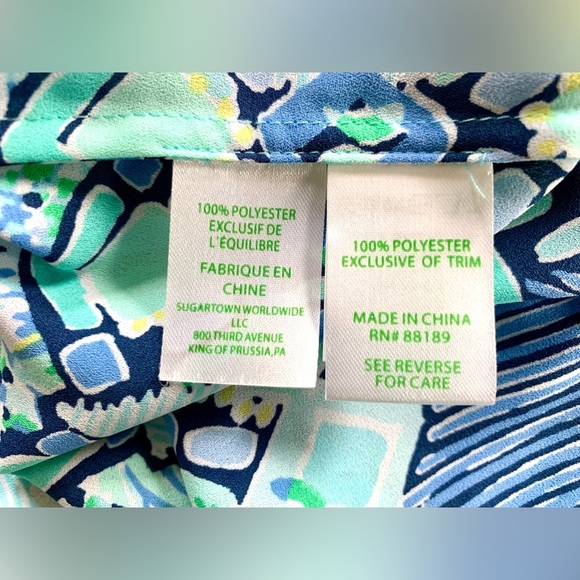 100% POLYESTER
EXCLUSIF DE
L'ÉQUILIBRE
FABRIQUE EN
CHINE
SUGARTOWN WORLDWIDE
LLC
800 THIRD AVENUE
KING OF PRUSSIA,PA
100% POLYESTER
EXCLUSIVE OF TRIM
MADE IN CHINA
RN# 88189
SEE REVERSE
FOR CARE